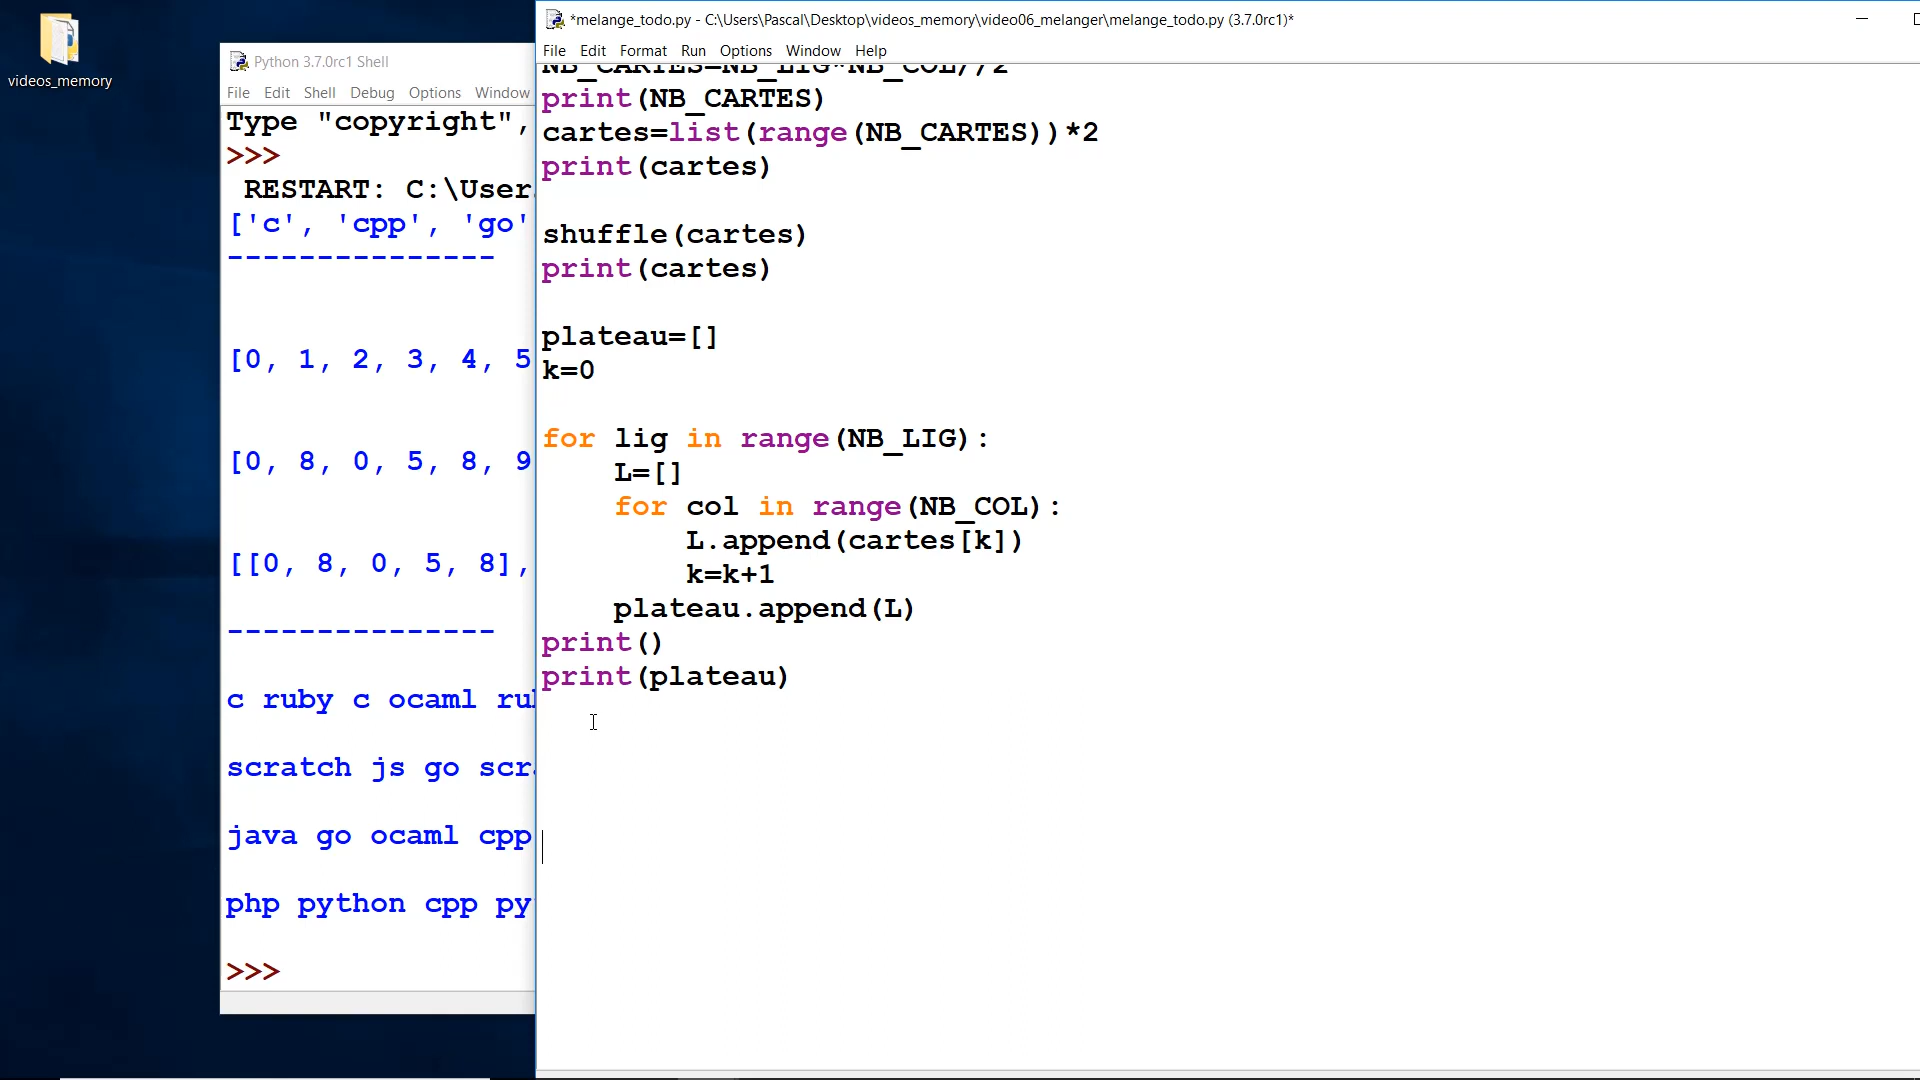 videos_memory
Python 3.7.0rc1 Shell
File Edit Shell Debug Options Window
Type "copyright",
>>>
RESTART: C:\User
['c', 'cpp', 'go'
---------------
[0, 1, 2, 3, 4, 5
[0, 8, 0, 5, 8, 9
[[0, 8, 0, 5, 8],
---------------
c ruby c ocaml
scratch js go
java go ocaml cpp
php python cpp
>>>
*melange_todo.py - C:\Users\Pascal\Desktop\videos_memory\video06_melanger\melange_todo.py (3.7.0rc1)*
File Edit Format Run Options Window Help
NB_CARTES=NB_LIG*NB_COL//2
print(NB_CARTES)
cartes=list(range(NB_CARTES))*2
print(cartes)
shuffle(cartes)
print(cartes)
plateau=[]
k=0
for lig in range(NB_LIG):
    L=[]
    for col in range(NB_COL):
        L.append(cartes[k])
        k=k+1
    plateau.append(L)
print()
print(plateau)